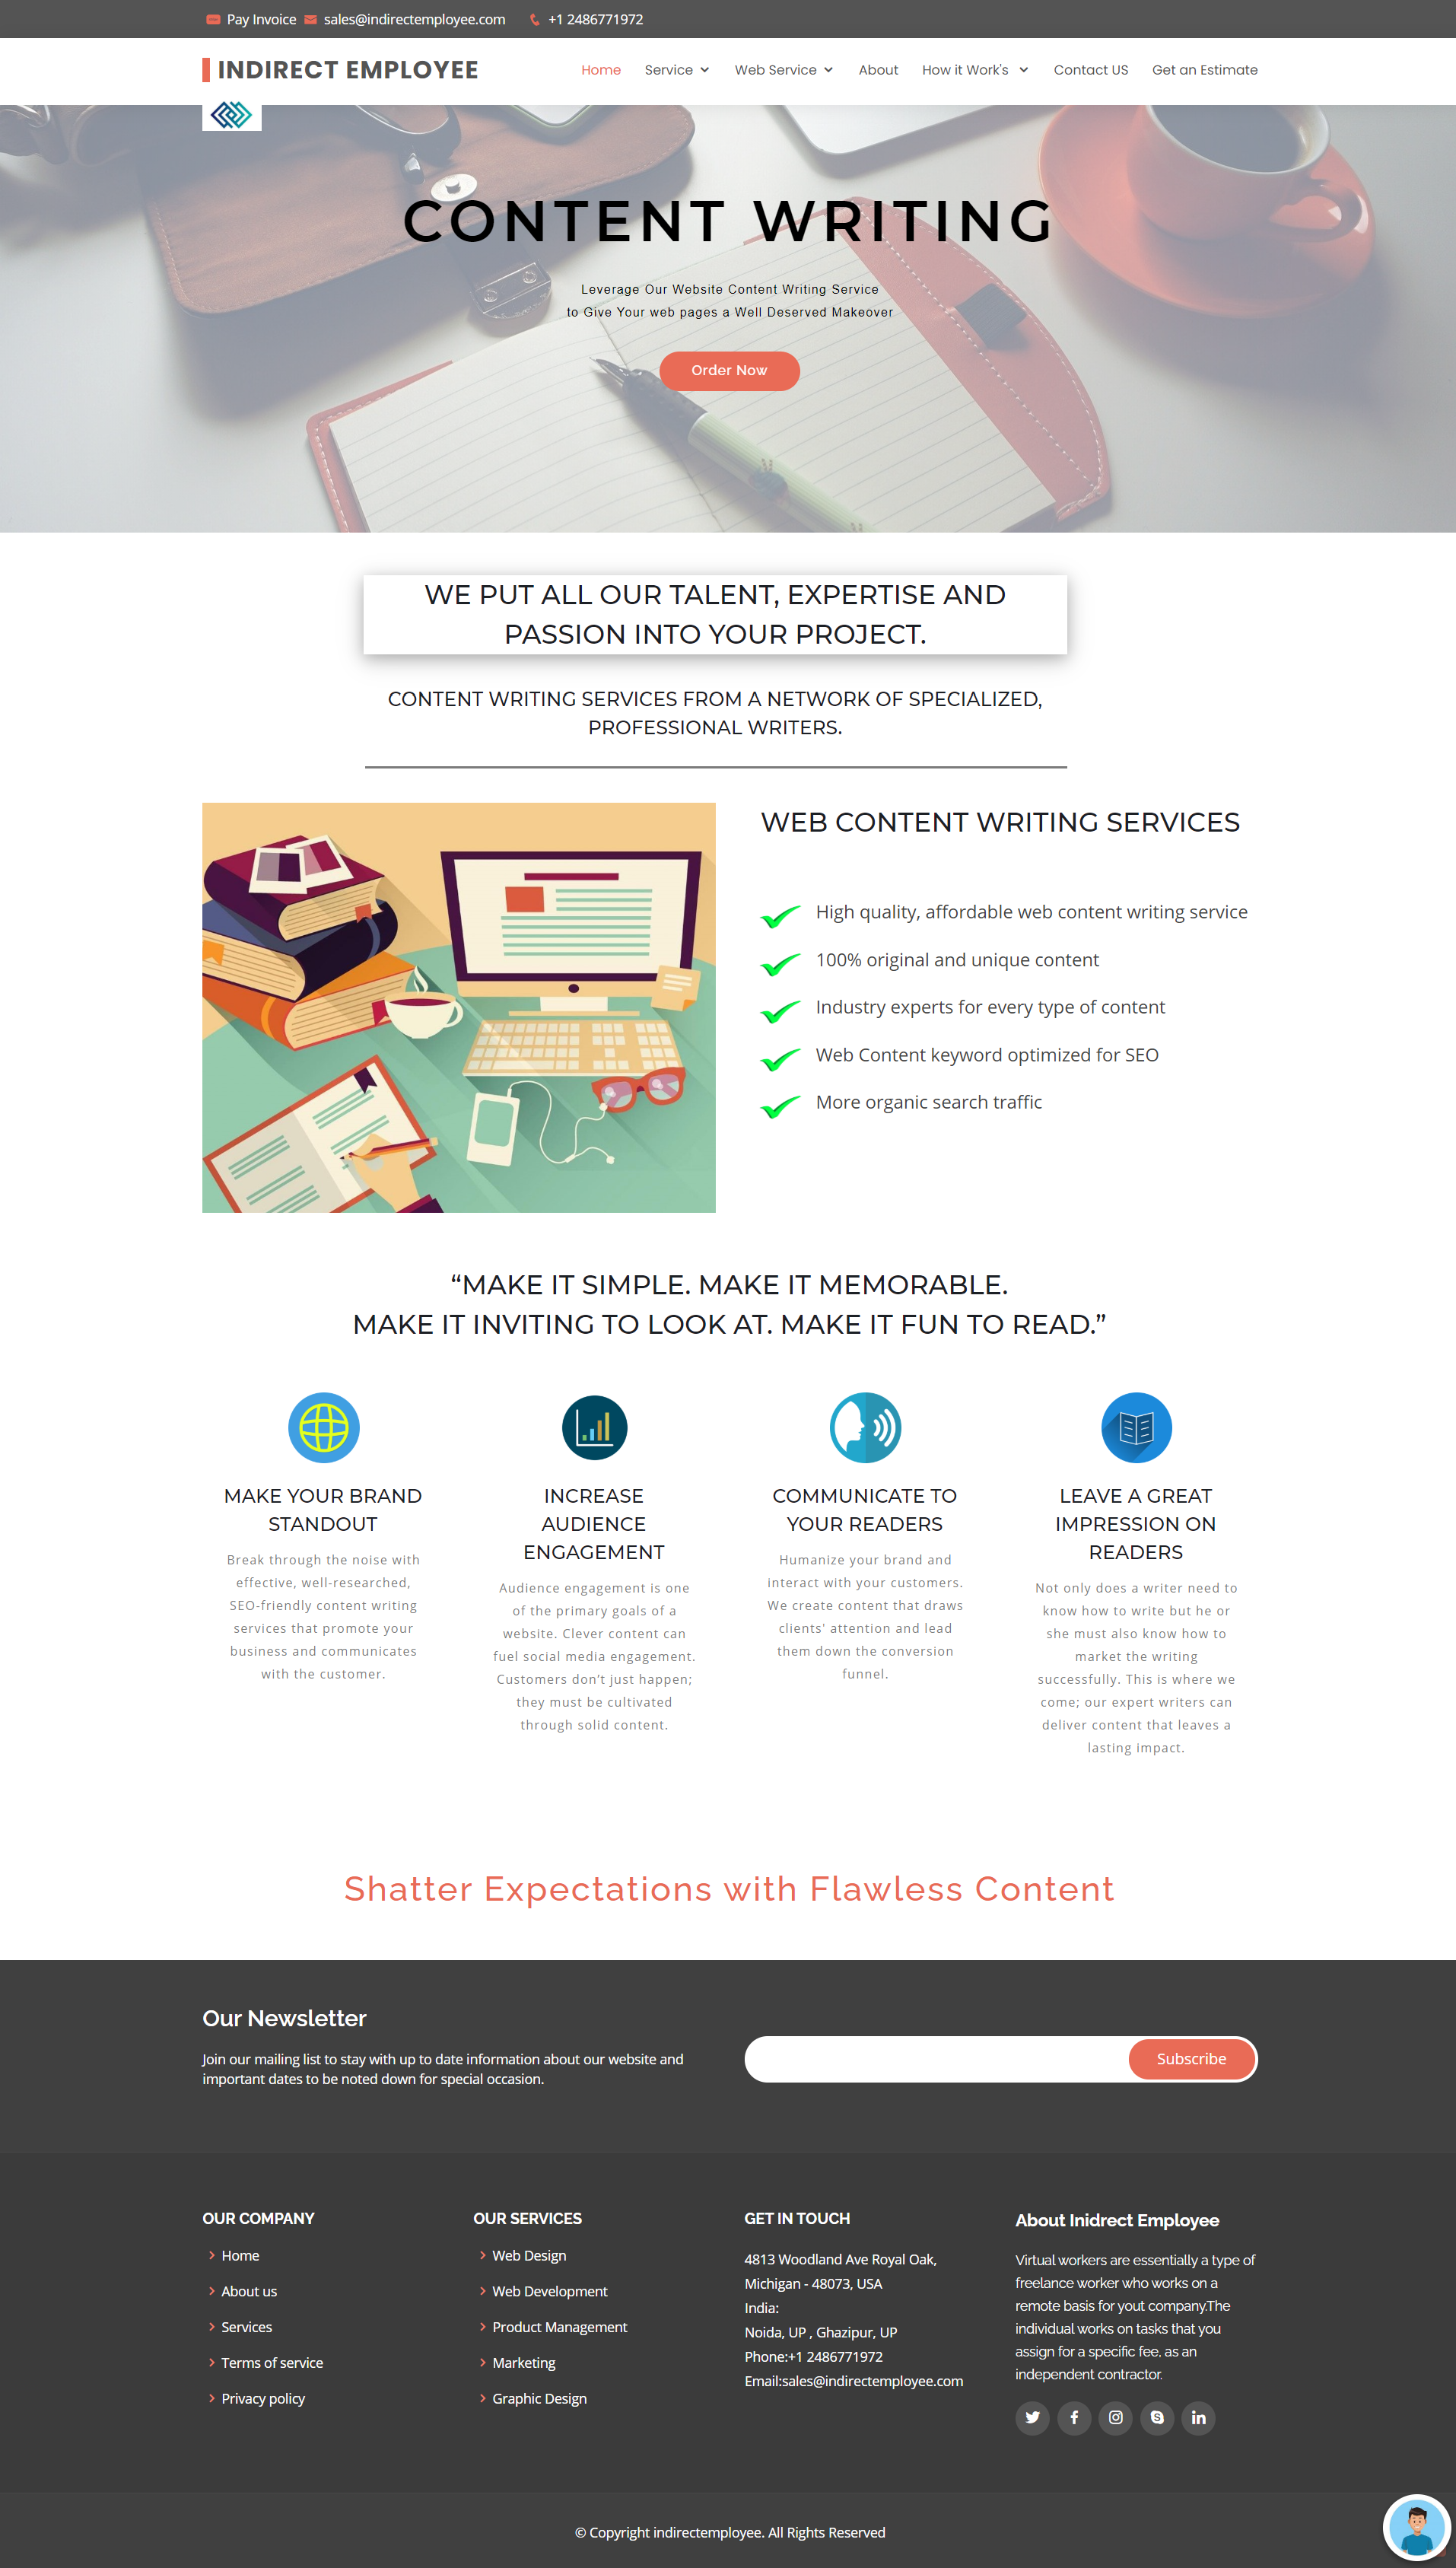 Pay Invoice sales@indirectemployee.com +1 2486771972
INDIRECT EMPLOYEE
Home Service Web Service About How it Work's Contact US Get an Estimate
CONTENT WRITING
Leverage Our Website Content Writing Service
to Give Your web pages a Well Deserved Makeover
Order Now
WE PUT ALL OUR TALENT, EXPERTISE AND
PASSION INTO YOUR PROJECT.
CONTENT WRITING SERVICES FROM A NETWORK OF SPECIALIZED,
PROFESSIONAL WRITERS.
WEB CONTENT WRITING SERVICES
High quality, affordable web content writing service
100% original and unique content
Industry experts for every type of content
Web Content keyword optimized for SEO
More organic search traffic
“MAKE IT SIMPLE. MAKE IT MEMORABLE.
MAKE IT INVITING TO LOOK AT. MAKE IT FUN TO READ.”
MAKE YOUR BRAND
STANDOUT
Break through the noise with
effective, well-researched,
SEO-friendly content writing
services that promote your
business and communicates
with the customer.
INCREASE
AUDIENCE
ENGAGEMENT
Audience engagement is one
of the primary goals of a
website. Clever content can
fuel social media engagement.
Customers don't just happen;
they must be cultivated
through solid content.
COMMUNICATE TO
YOUR READERS
Humanize your brand and
interact with your customers.
We create content that draws
clients' attention and lead
them down the conversion
funnel.
LEAVE A GREAT
IMPRESSION ON
READERS
Not only does a writer need to
know how to write but he or
she must also know how to
market the writing
successfully. This is where we
come; our expert writers can
deliver content that leaves a
lasting impact.
Shatter Expectations with Flawless Content
Our Newsletter
Join our mailing list to stay with up to date information about our website and
important dates to be noted down for special occasion.
Subscribe
OUR COMPANY
Home
About us
Services
Terms of service
Privacy policy
OUR SERVICES
Web Design
Web Development
Product Management
Marketing
Graphic Design
GET IN TOUCH
4813 Woodland Ave Royal Oak,
Michigan - 48073, USA
India:
Noida, UP , Ghazipur, UP
Phone:+1 2486771972
Email:sales@indirectemployee.com
About Inidrect Employee
Virtual workers are essentially a type of
freelance worker who works on a
remote basis for yout company.The
individual works on tasks that you
assign for a specific fee, as an
independent contractor.
© Copyright indirectemployee. All Rights Reserved